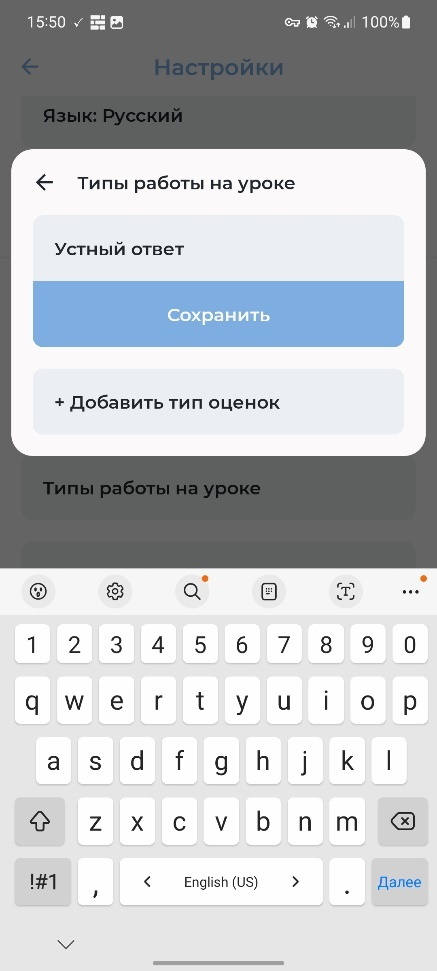 15:50
100%
Настройки
Язык: Русский
Типы работы на уроке
Устный ответ
Сохранить
+ Добавить тип оценок
Типы работы на уроке
1 2 3 4 5 6 7 8 9 0
q w e r t y u i o p
a s d f g h j k l
z x c v b n m
!#1 , < English (US) > . Далее